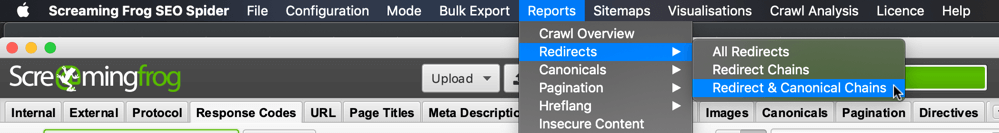 Screaming Frog SEO Spider File Configuration Mode Bulk Export Reports Sitemaps Visualisations Crawl Analysis Licence Help
Crawl Overview
Redirects
All Redirects
Screamingfrog
Upload
Canonicals
Redirect Chains
Pagination
Redirect & Canonical Chains
Hreflang
Internal External Protocol Response Codes URL Page Titles Meta Descrip
Images Canonicals Pagination Directives
Insecure Content